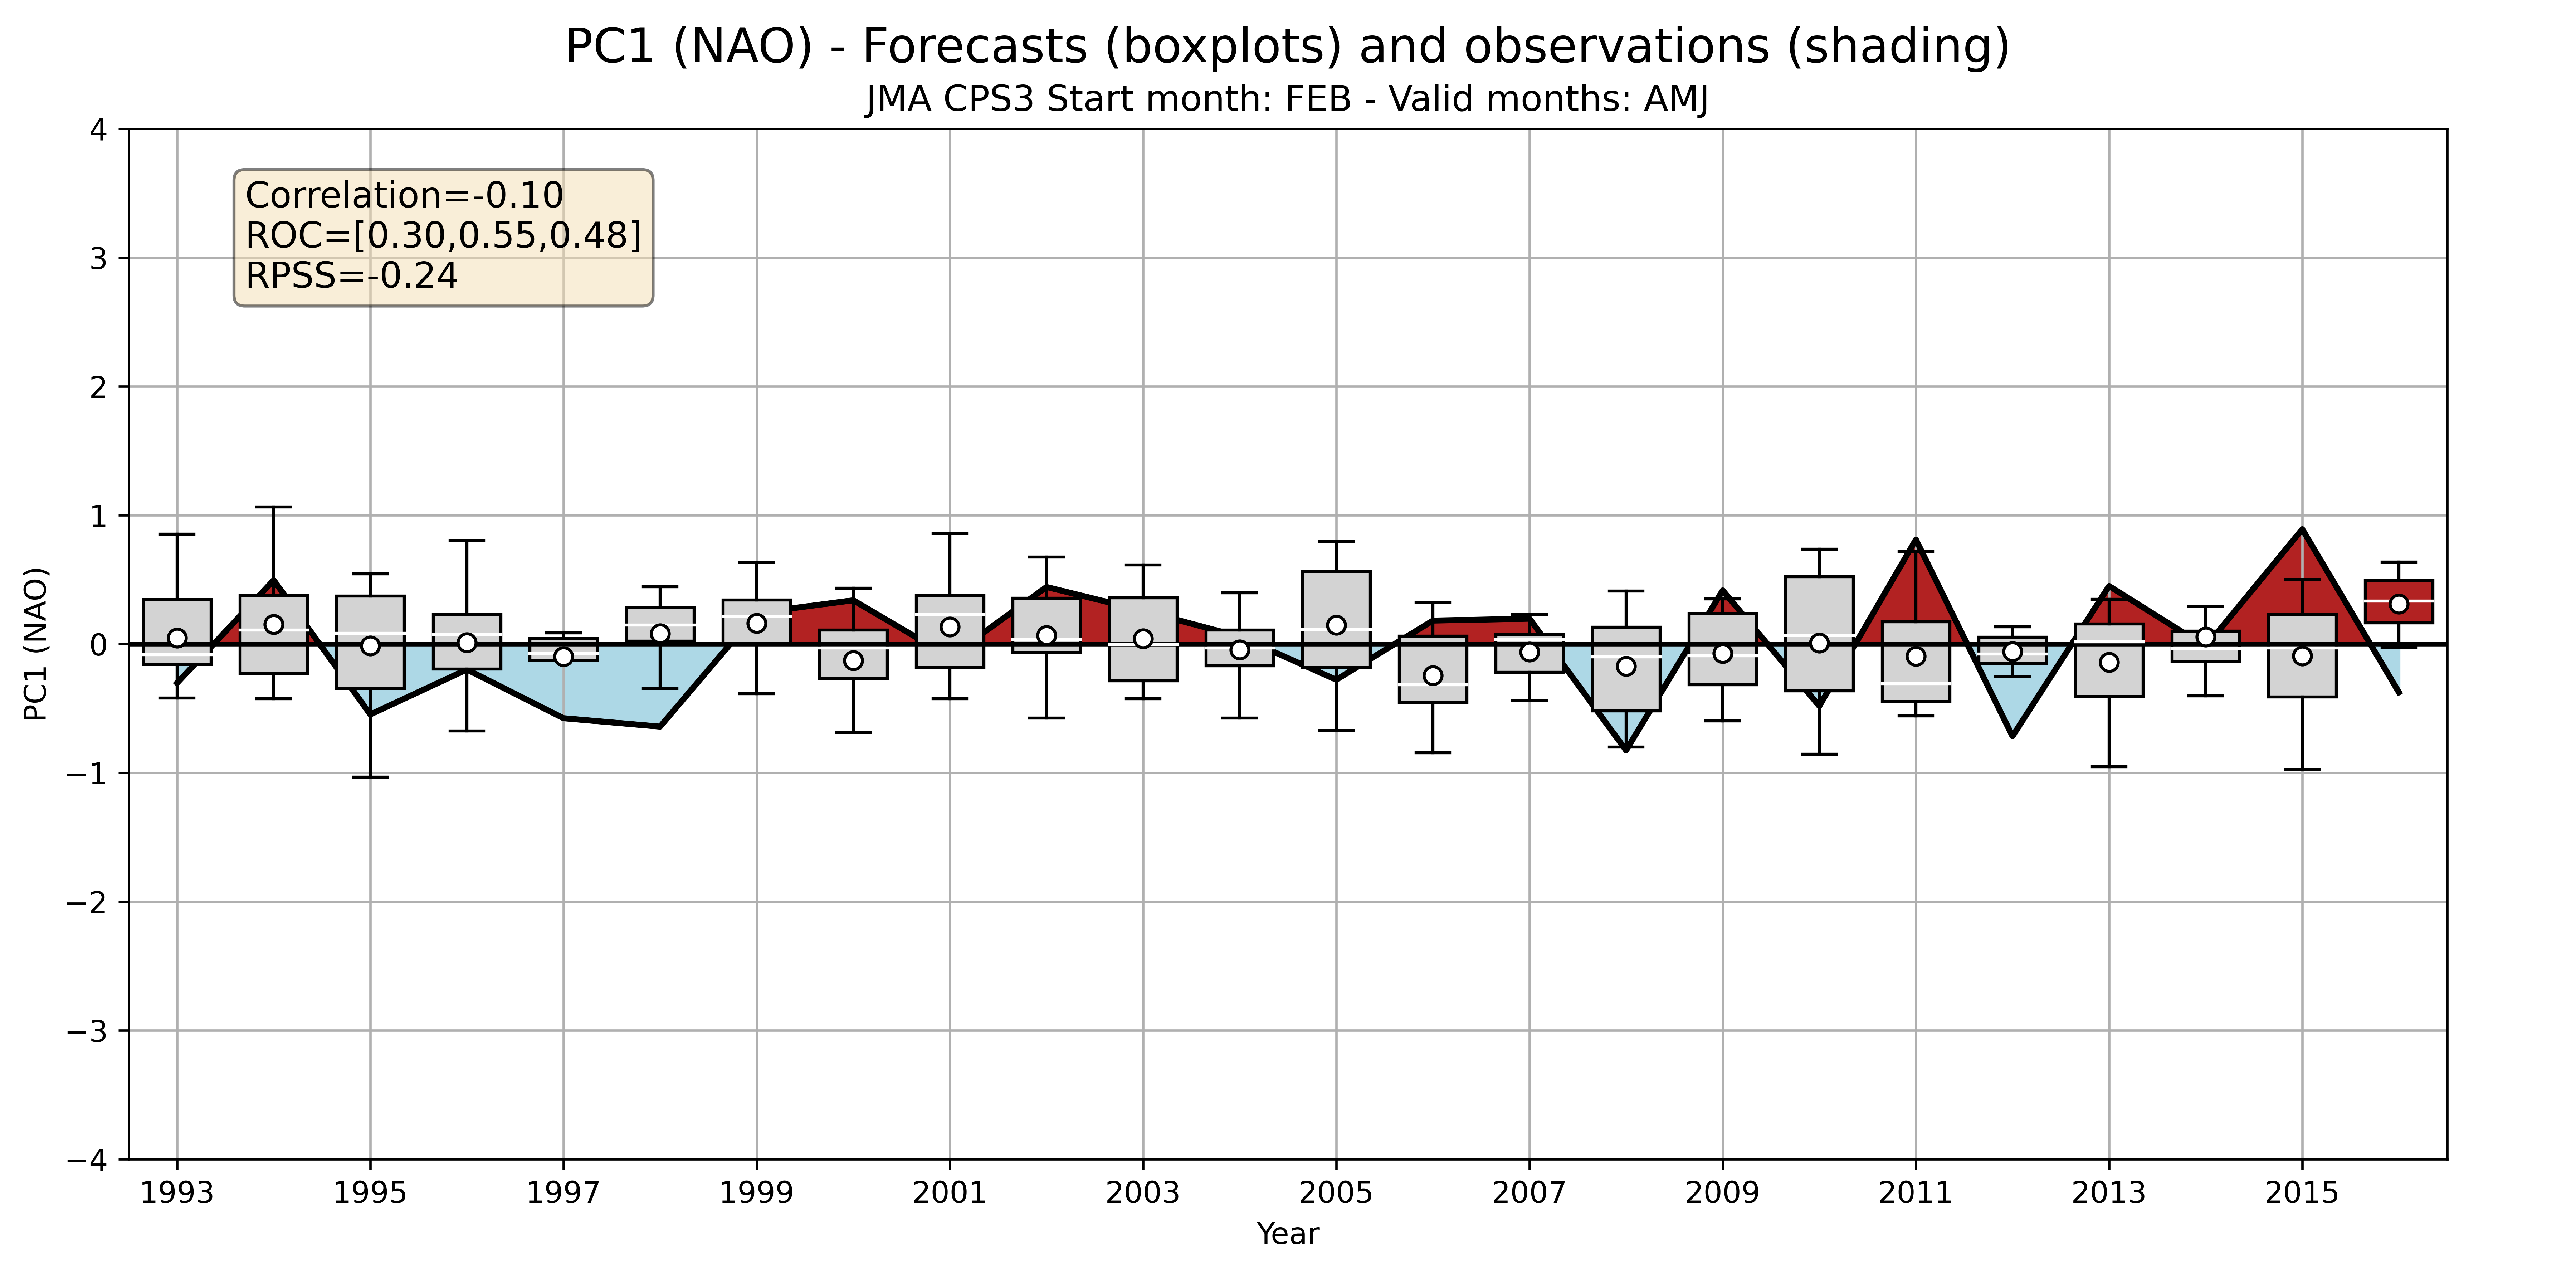 PC1 (NAO) - Forecasts (boxplots) and observations (shading)
JMA CPS3 Start month: FEB - Valid months: AMJ
Correlation=-0.10
ROC=[0.30,0.55,0.48]
RPSS=-0.24
PC1 (NAO)
4
3
2
1
0
−1
−2
−3
−4
1993 1995 1997 1999 2001 2003 2005 2007 2009 2011 2013 2015
Year